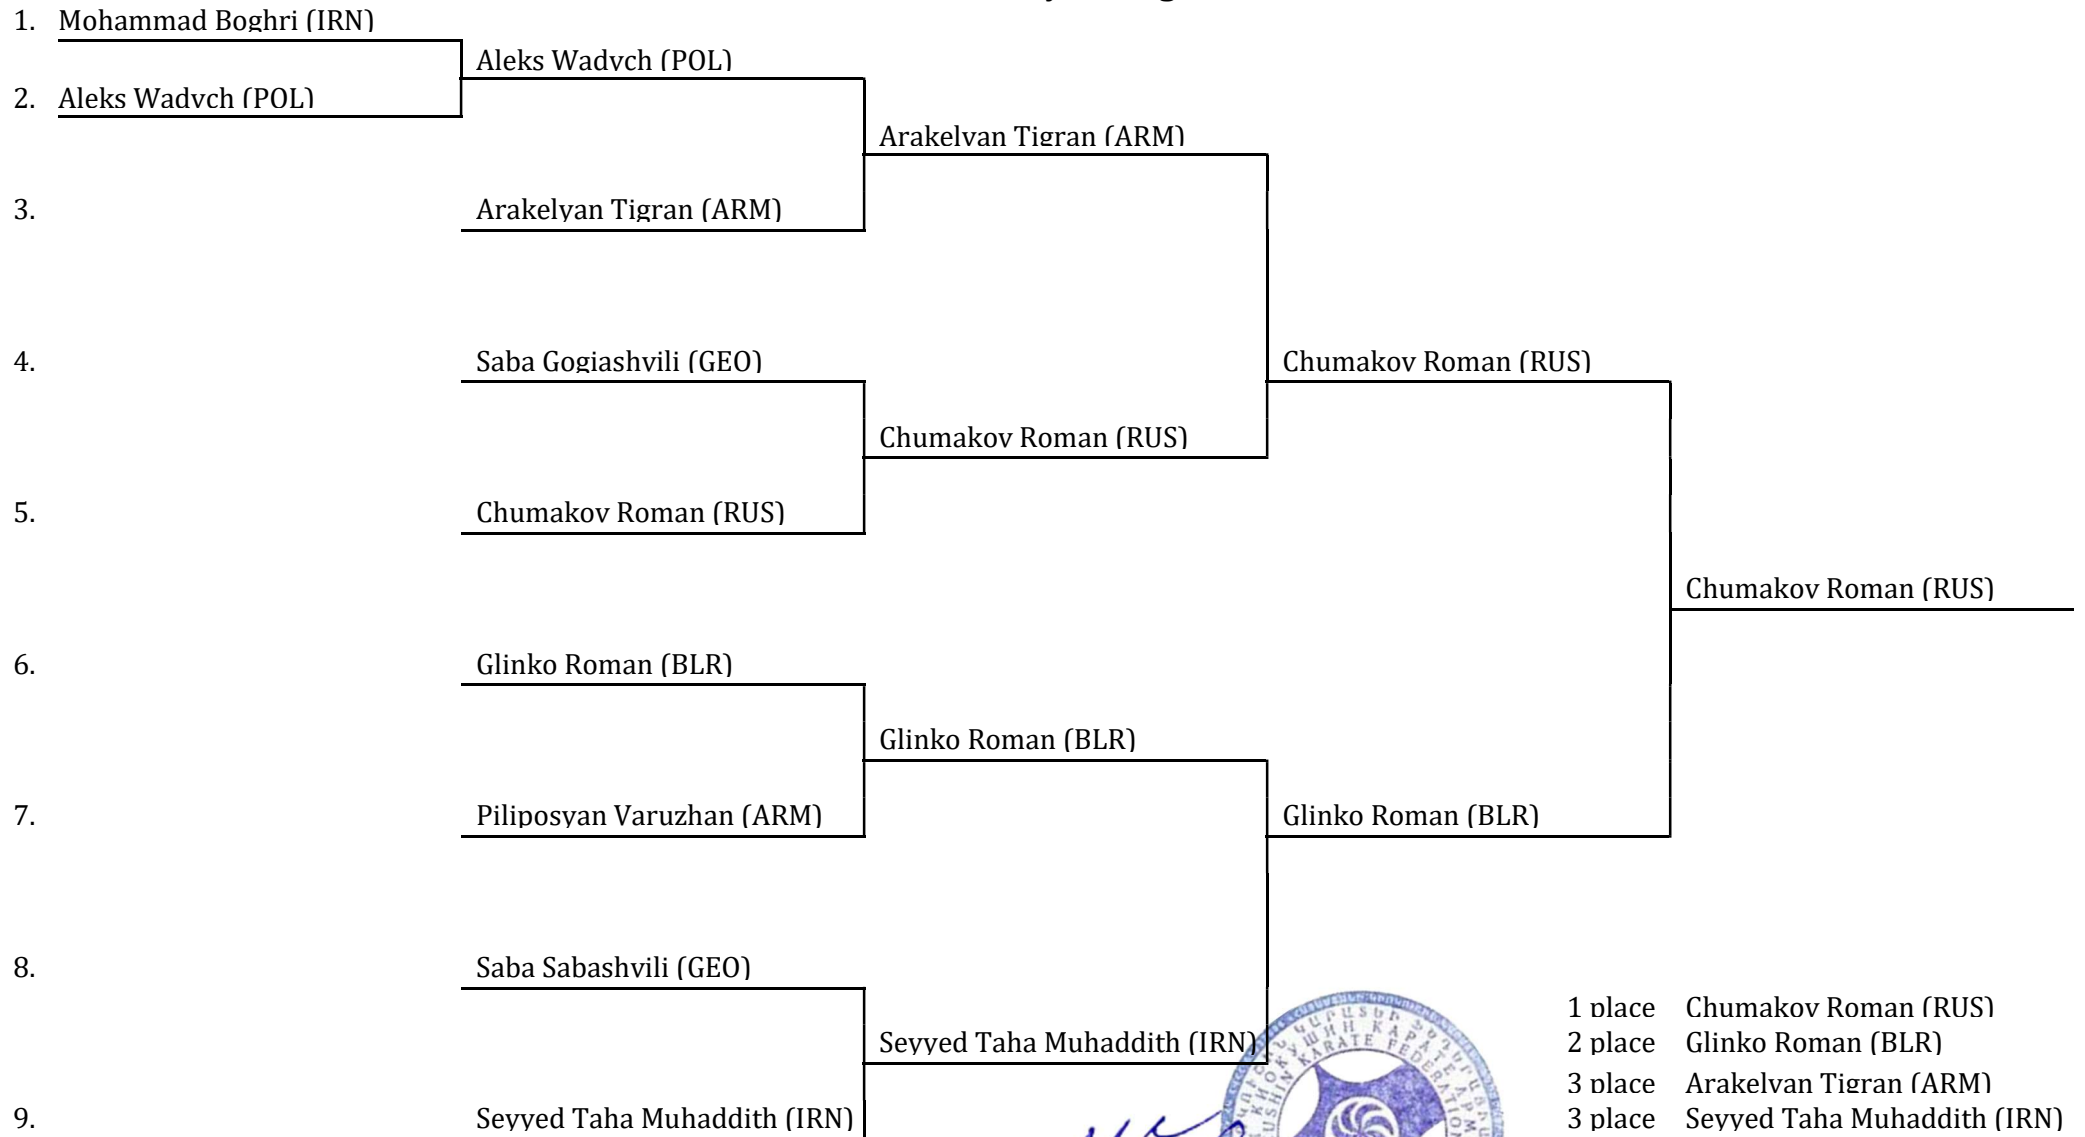 1. Mohammad Boghri (IRN)
Aleks Wadych (POL)
2. Aleks Wadych (POL)
Arakelyan Tigran (ARM)
3. Arakelyan Tigran (ARM)
4. Saba Gogiashvili (GEO)
Chumakov Roman (RUS)
Chumakov Roman (RUS)
5. Chumakov Roman (RUS)
Chumakov Roman (RUS)
6. Glinko Roman (BLR)
Glinko Roman (BLR)
7. Piliposyan Varuzhan (ARM)
Glinko Roman (BLR)
8. Saba Sabashvili (GEO)
1 place Chumakov Roman (RUS)
Seyyed Taha Muhaddith (IRN)
2 place Glinko Roman (BLR)
3 place Arakelyan Tigran (ARM)
9. Seyyed Taha Muhaddith (IRN)
3 place Seyyed Taha Muhaddith (IRN)
KARATE FEDERATION